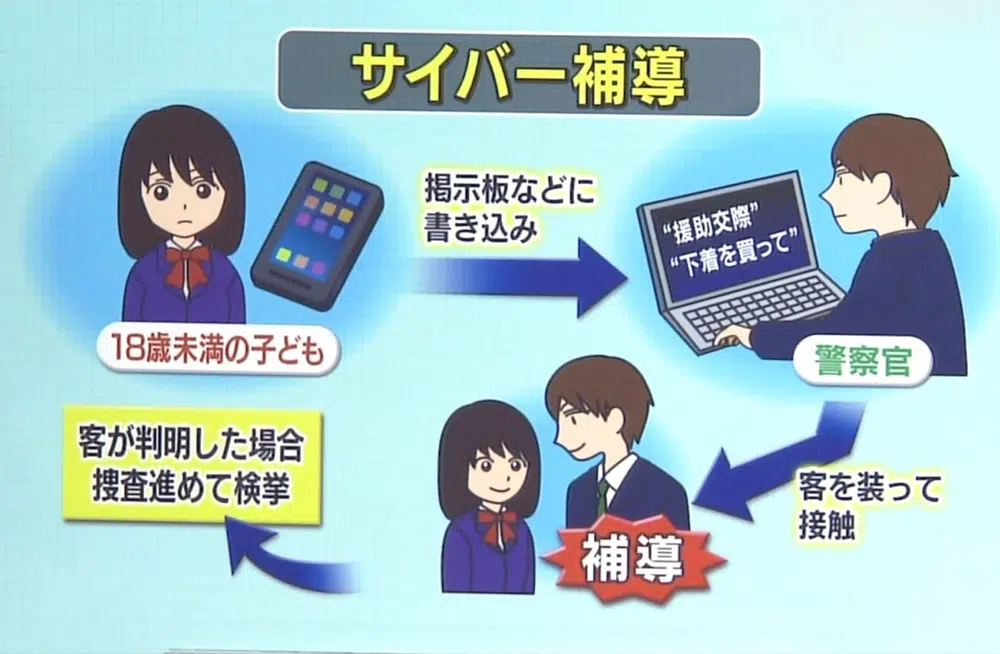 サイバー補導
掲示板などに
書き込み
“援助交際”
“下着を買って”
18歳未満の子ども
警察官
客を装って
接触
補導
客が判明した場合
捜査進めて検挙